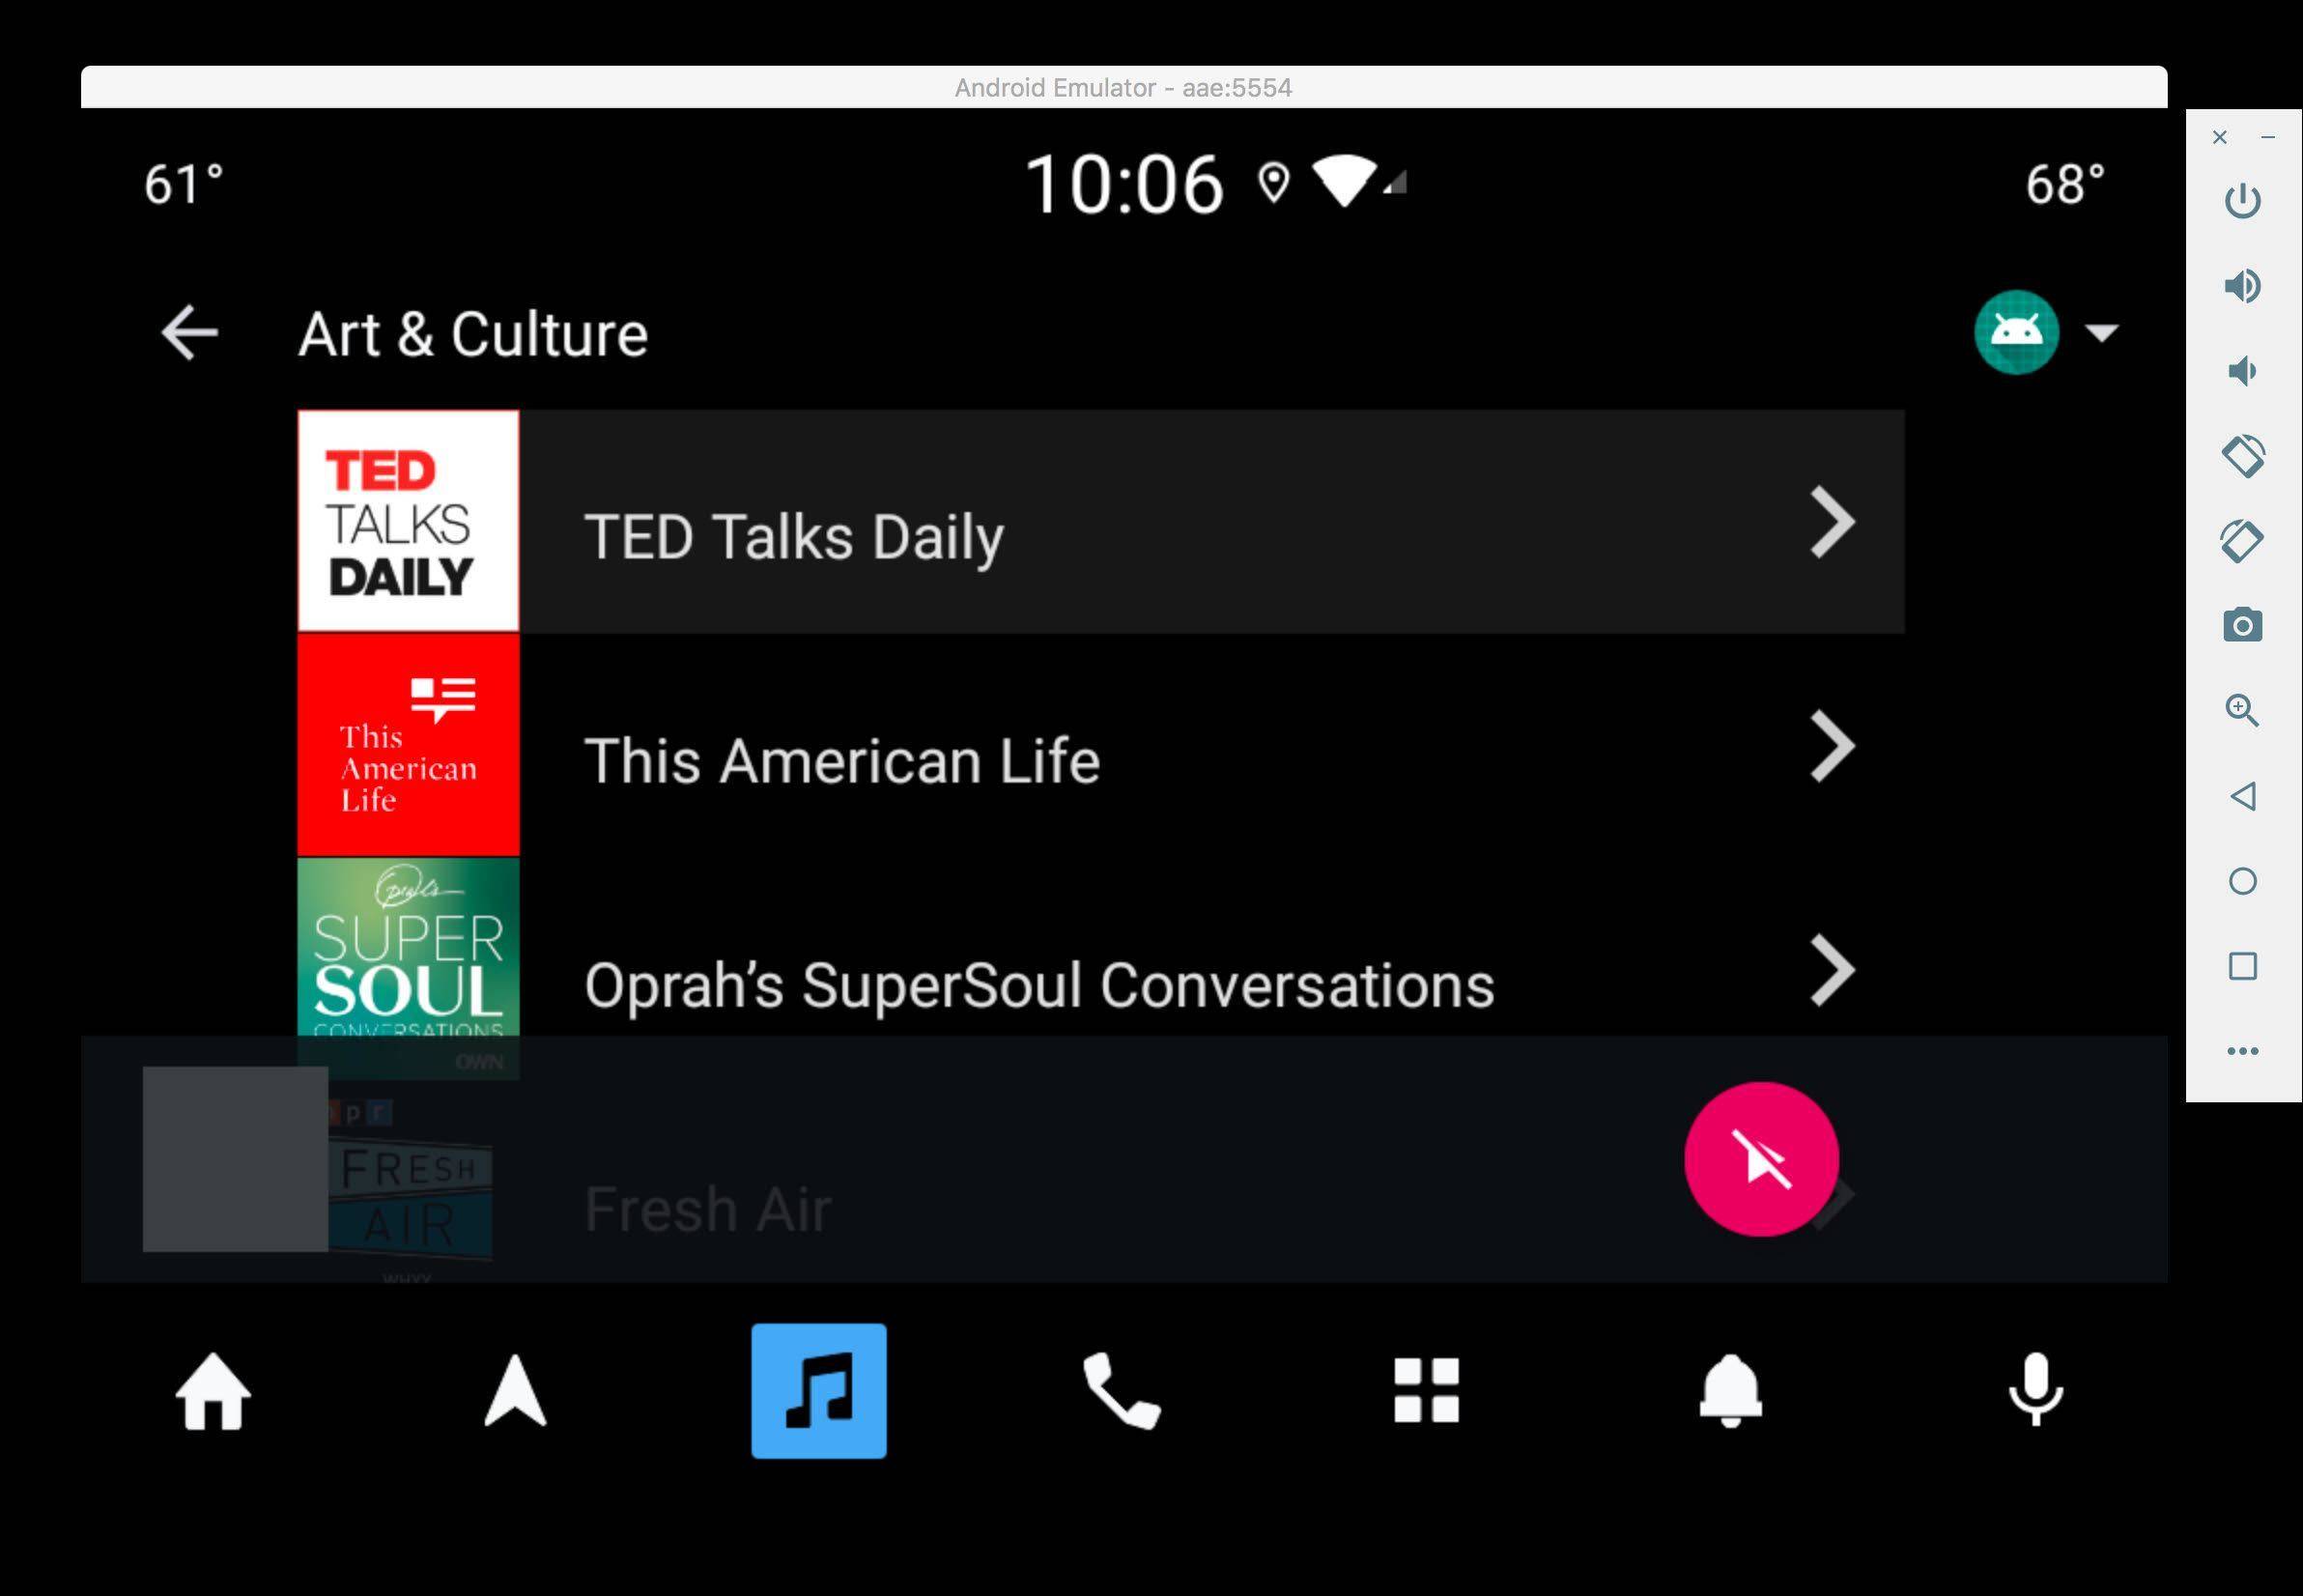 Android Emulator - aae:5554
61°
10:06
68°
Art & Culture
TED
TALKS
DAILY
TED Talks Daily
This
American
Life
This American Life
Oprah's
SUPER
SOUL
CONVERSATIONS
OWN
Oprah’s SuperSoul Conversations
pr
FRESH
AIR
WHYY
Fresh Air